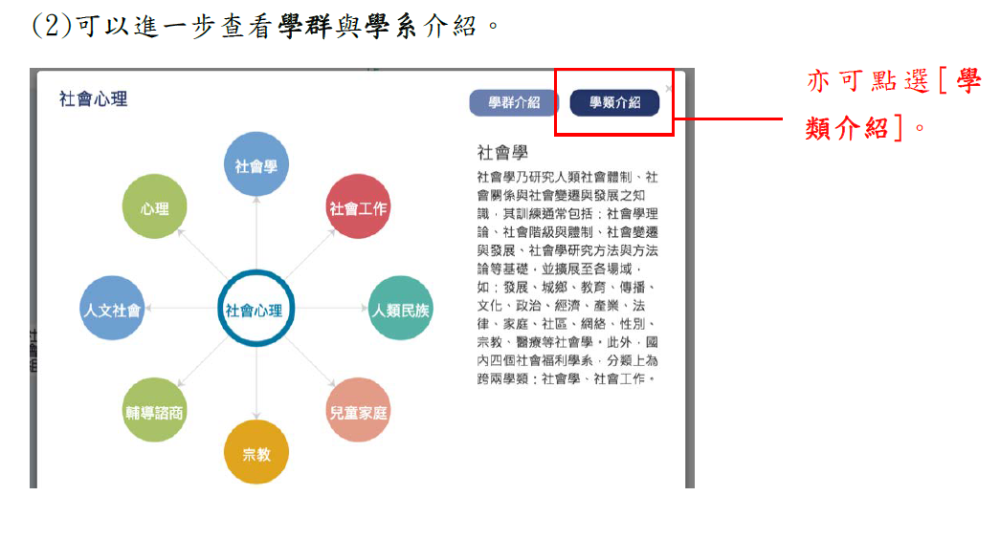 (2)可以進一步查看學群與學系介紹。
社會心理
學群介紹
學類介紹
亦可點選[學
類介紹]。
社會學
社會工作
人類民族
兒童家庭
宗教
輔導諮商
人文社會
心理
社會心理
社會學
社會學乃研究人類社會體制、社
會關係與社會變遷與發展之知
識,其訓練通常包括:社會學理
論、社會階級與體制、社會變遷
與發展、社會學研究方法與方法
論等基礎,並擴展至各場域,
如:發展、城鄉、教育、傳播、
文化、政治、經濟、產業、法
律、家庭、社區、網絡、性別、
宗教、醫療等社會學。此外,國
內四個社會福利學系,分類上為
跨兩學類:社會學、社會工作。